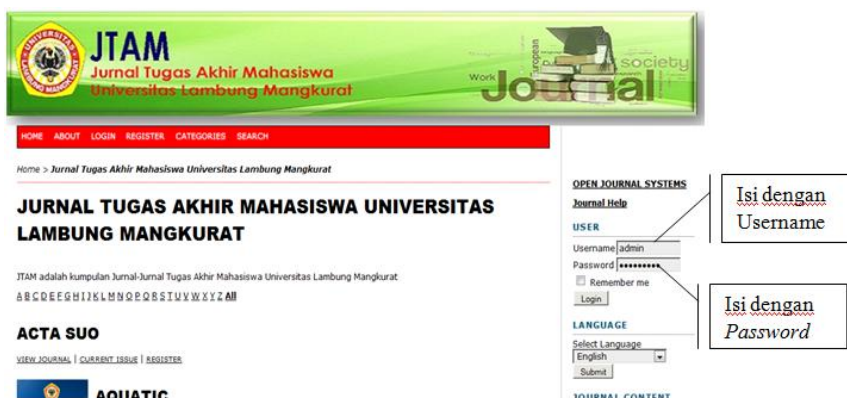 JTAM
Jurnal Tugas Akhir Mahasiswa
Universitas Lambung Mangkurat
Work
Journal
European
society
HOME ABOUT LOGIN REGISTER CATEGORIES SEARCH
Home > Jurnal Tugas Akhir Mahasiswa Universitas Lambung Mangkurat
JURNAL TUGAS AKHIR MAHASISWA UNIVERSITAS
LAMBUNG MANGKURAT
JTAM adalah kumpulan Jurnal-Jurnal Tugas Akhir Mahasiswa Universitas Lambung Mangkurat
A B C D E F G H I J K L M N O P Q R S T U V W X Y Z All
ACTA SUO
VIEW JOURNAL | CURRENT ISSUE | REGISTER
AQUATIC
OPEN JOURNAL SYSTEMS
Journal Help
USER
Username admin
Password •••••••••
Remember me
Login
LANGUAGE
Select Language
English
Submit
JOURNAL CONTENT
Isi dengan
Username
Isi dengan
Password